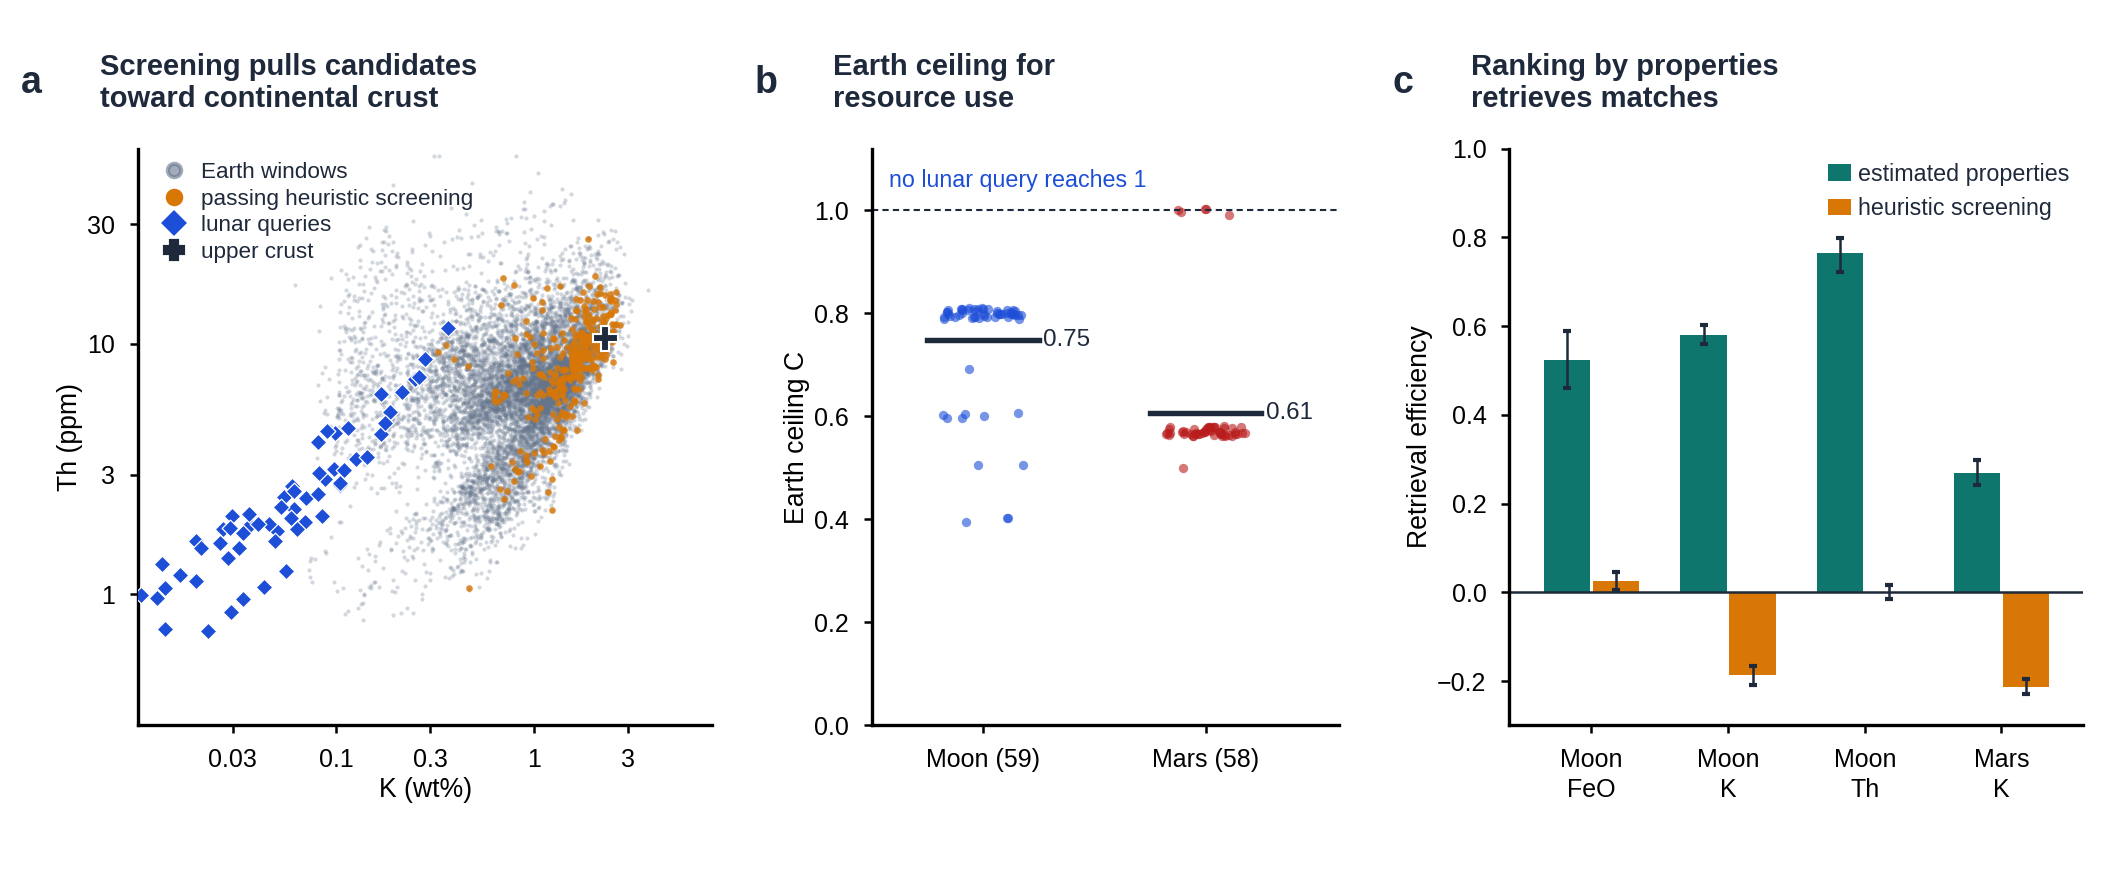 a
Screening pulls candidates
toward continental crust
Earth windows
passing heuristic screening
lunar queries
upper crust
30
10
3
1
Th (ppm)
0.03
0.1
0.3
1
3
K (wt%)
b
Earth ceiling for
resource use
no lunar query reaches 1
1.0
0.8
0.6
0.4
0.2
0.0
Earth ceiling C
0.75
0.61
Moon (59)
Mars (58)
c
Ranking by properties
retrieves matches
estimated properties
heuristic screening
1.0
0.8
0.6
0.4
0.2
0.0
−0.2
Retrieval efficiency
Moon
FeO
Moon
K
Moon
Th
Mars
K